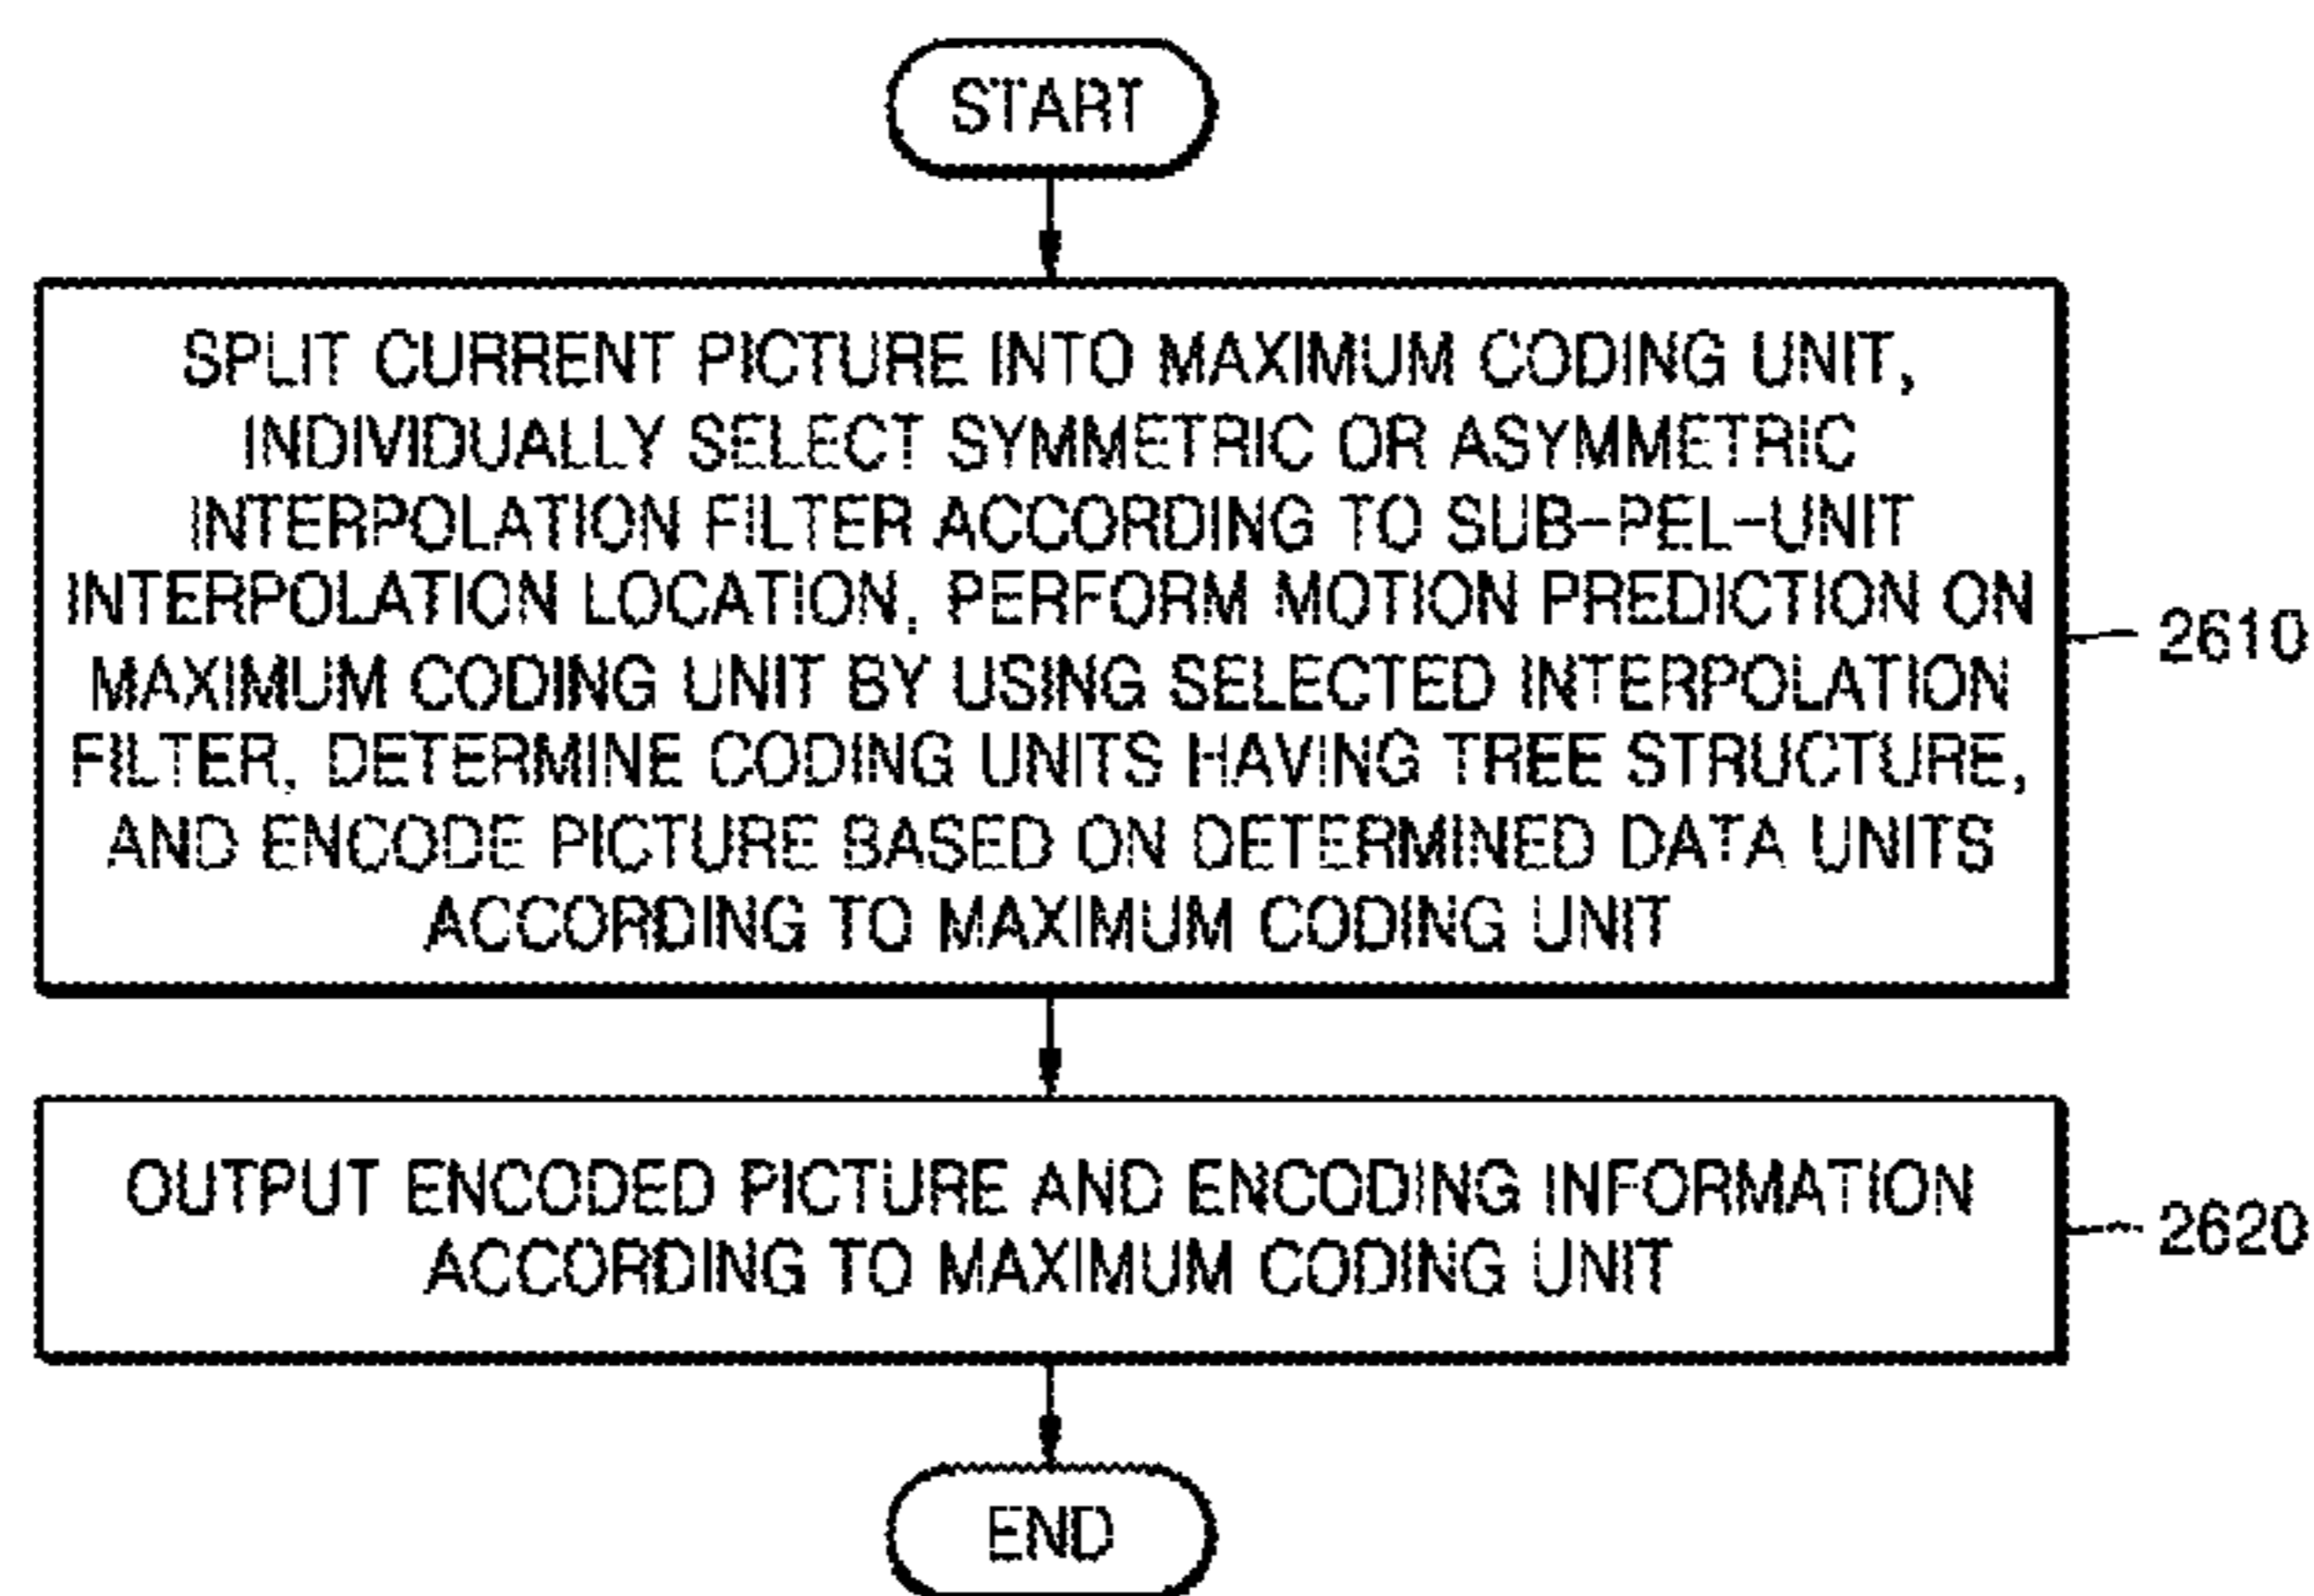 START
SPLIT CURRENT PICTURE INTO MAXIMUM CODING UNIT,
INDIVIDUALLY SELECT SYMMETRIC OR ASYMMETRIC
INTERPOLATION FILTER ACCORDING TO SUB-PEL-UNIT
INTERPOLATION LOCATION, PERFORM MOTION PREDICTION ON
MAXIMUM CODING UNIT BY USING SELECTED INTERPOLATION
FILTER, DETERMINE CODING UNITS HAVING TREE STRUCTURE,
AND ENCODE PICTURE BASED ON DETERMINED DATA UNITS
ACCORDING TO MAXIMUM CODING UNIT
2610
OUTPUT ENCODED PICTURE AND ENCODING INFORMATION
ACCORDING TO MAXIMUM CODING UNIT
2620
END